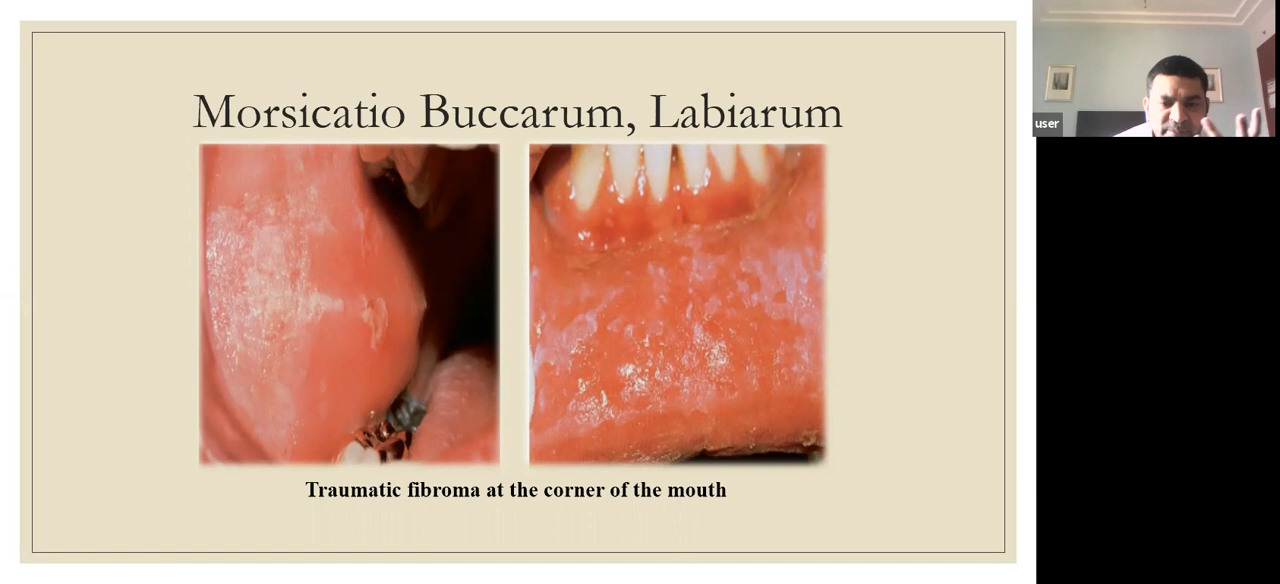 Morsicatio Buccarum, Labiarum
Traumatic fibroma at the corner of the mouth
user